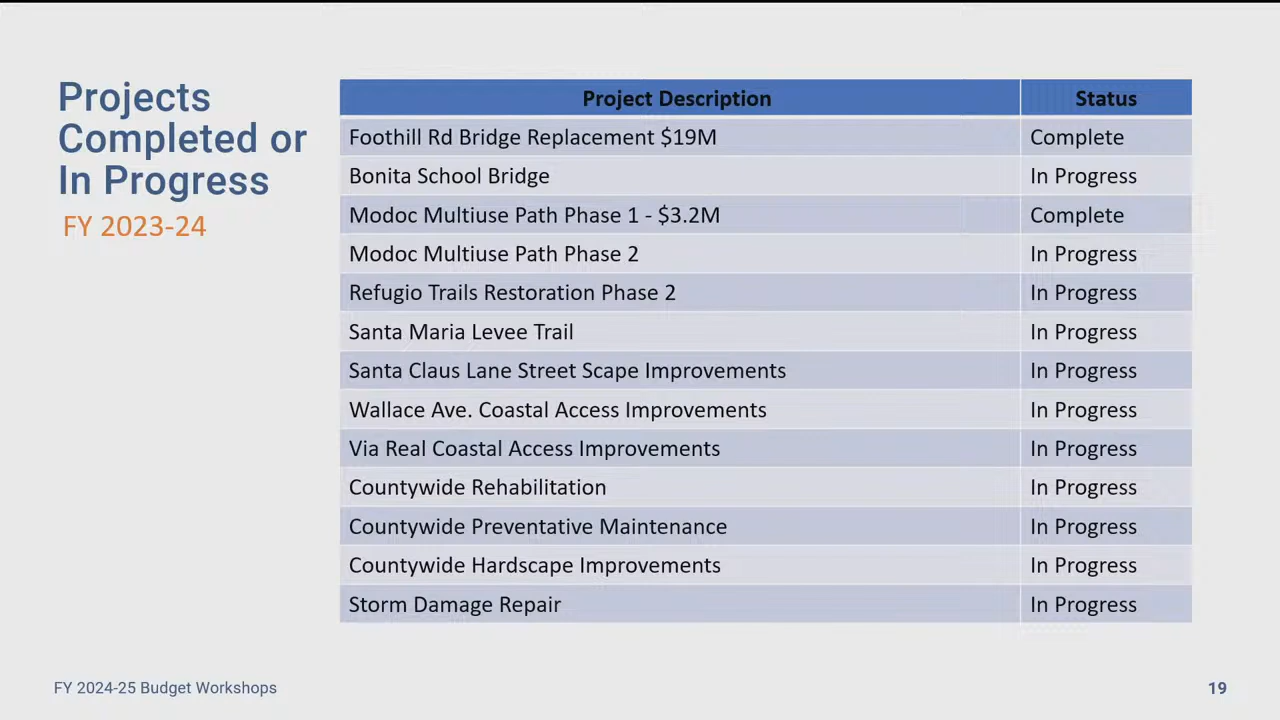 Projects
Completed or
In Progress
FY 2023-24
Project Description Status
Foothill Rd Bridge Replacement $19M Complete
Bonita School Bridge In Progress
Modoc Multiuse Path Phase 1 - $3.2M Complete
Modoc Multiuse Path Phase 2 In Progress
Refugio Trails Restoration Phase 2 In Progress
Santa Maria Levee Trail In Progress
Santa Claus Lane Street Scape Improvements In Progress
Wallace Ave. Coastal Access Improvements In Progress
Via Real Coastal Access Improvements In Progress
Countywide Rehabilitation In Progress
Countywide Preventative Maintenance In Progress
Countywide Hardscape Improvements In Progress
Storm Damage Repair In Progress
FY 2024-25 Budget Workshops 19